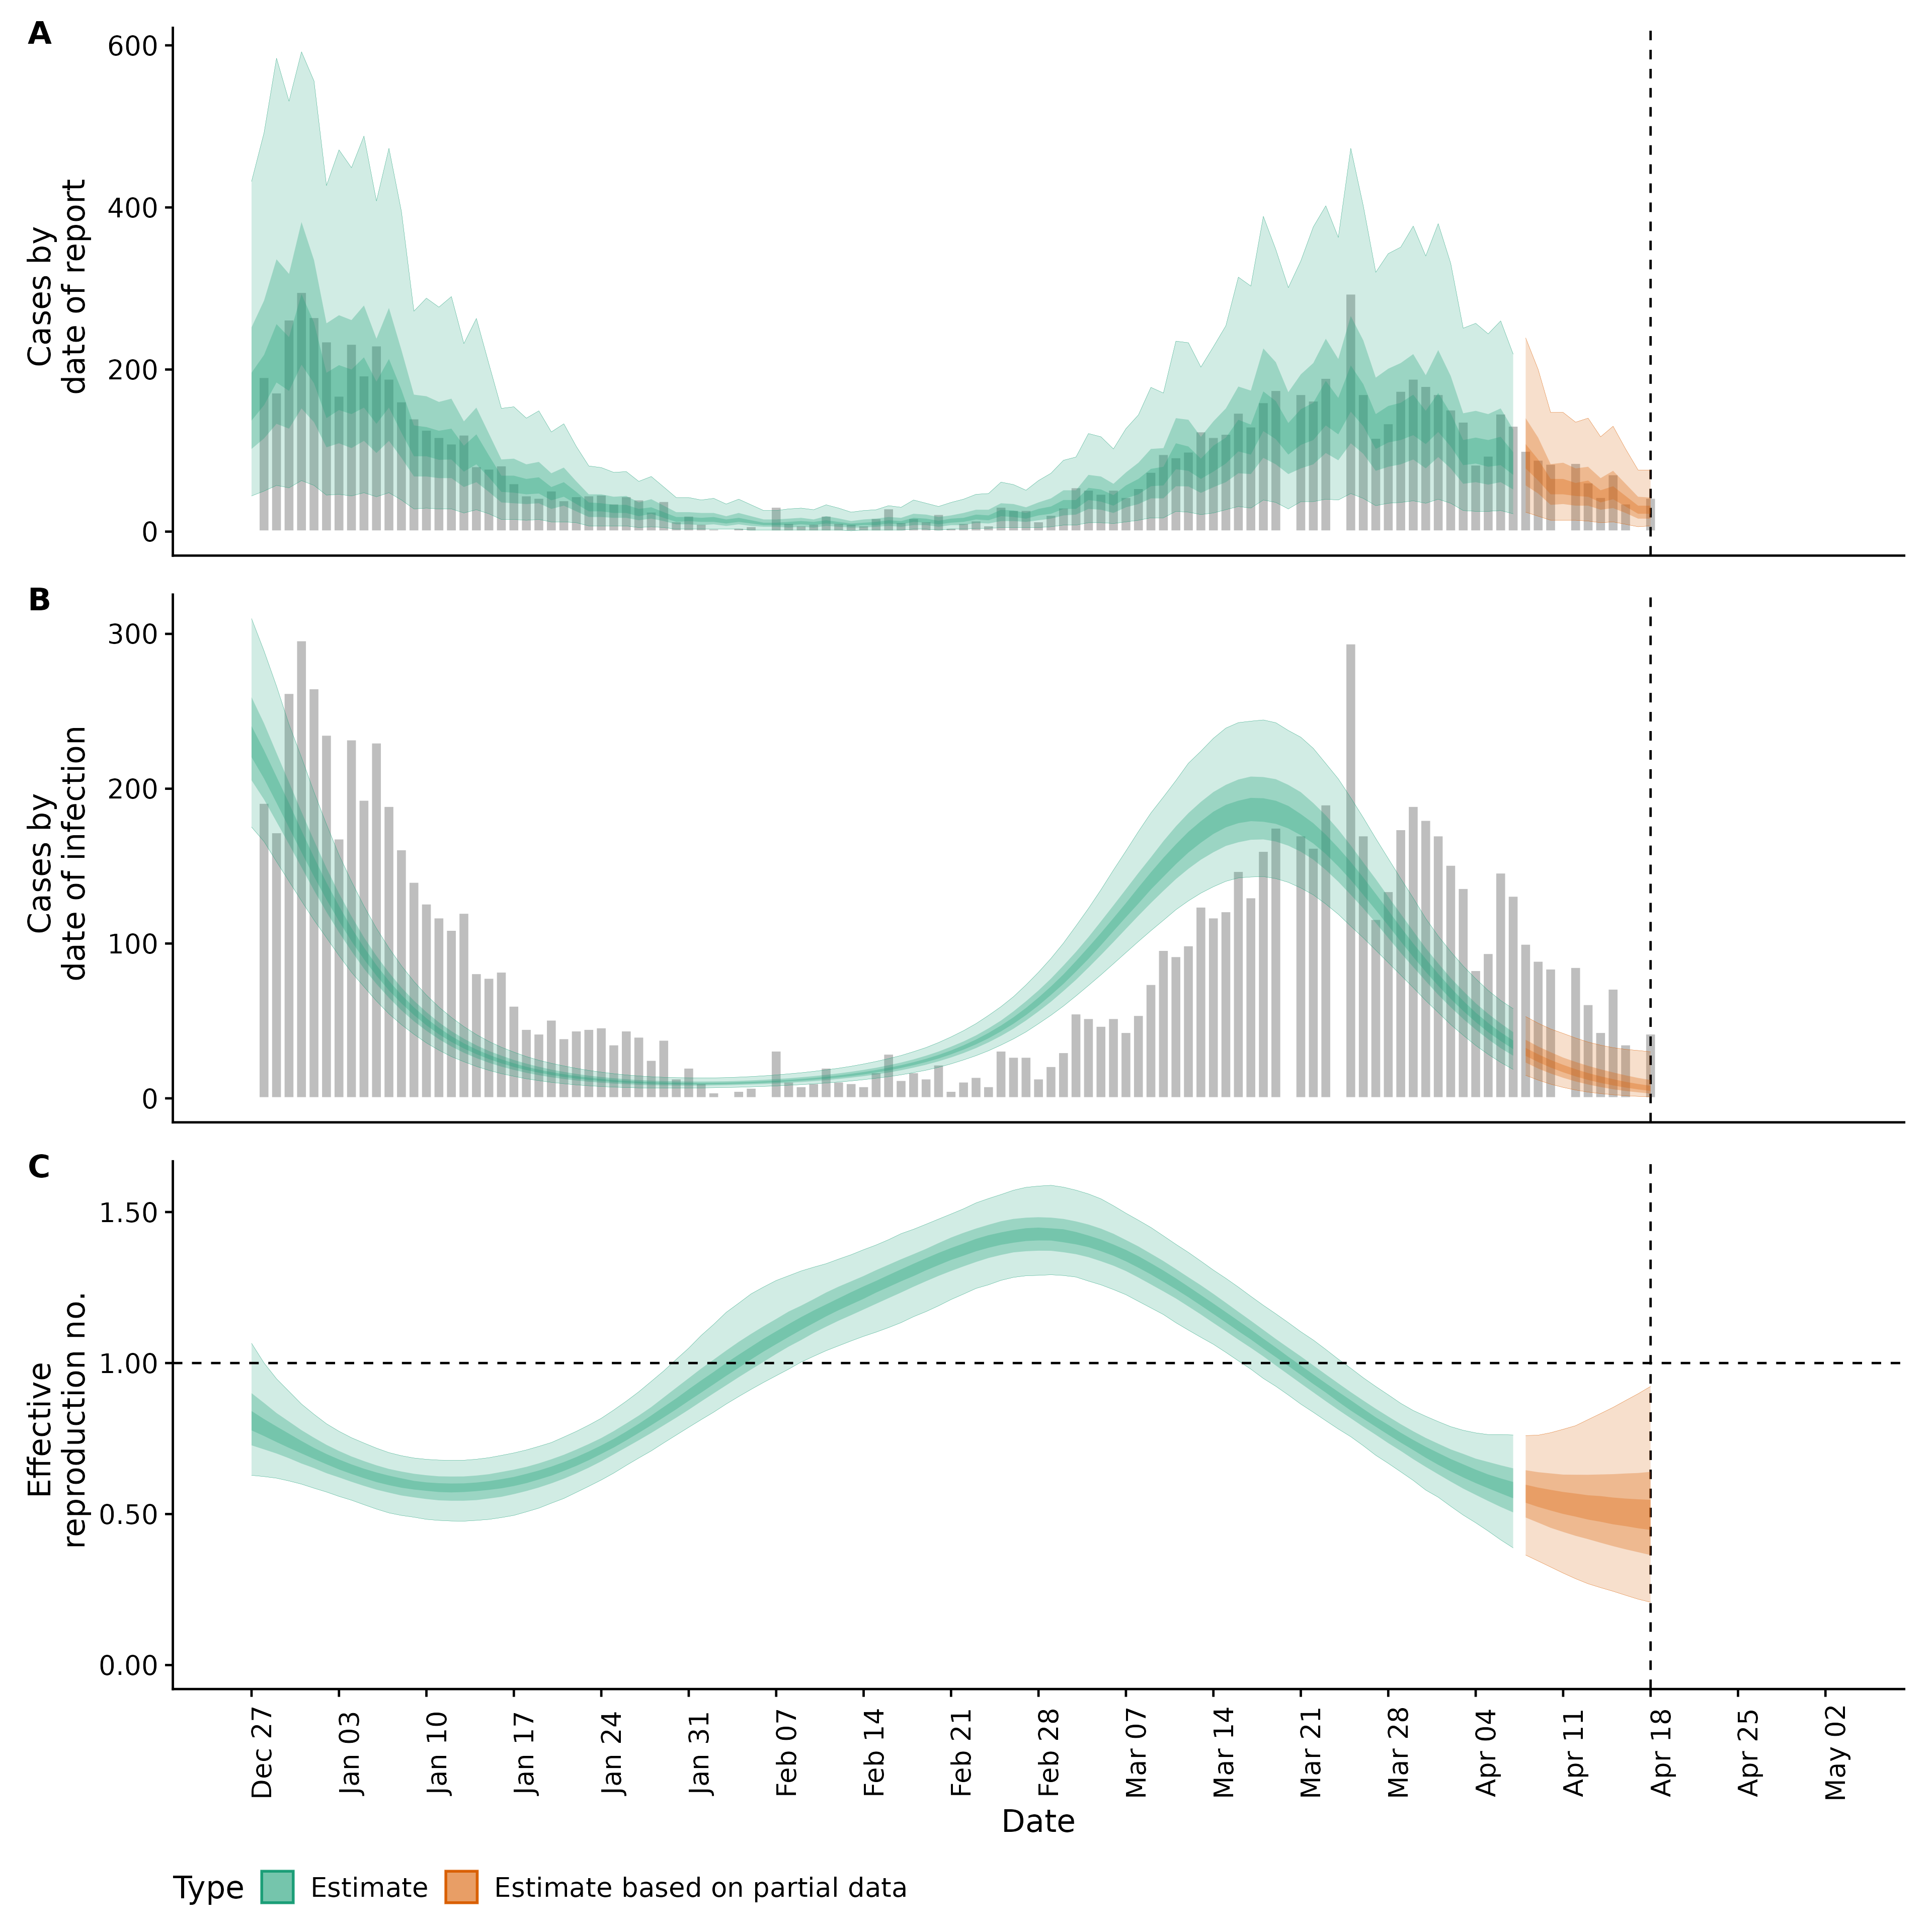 A
600
400
200
0
Cases by
date of report
B
300
200
100
0
Cases by
date of infection
C
1.50
1.00
0.50
0.00
Effective
reproduction no.
Dec 27
Jan 03
Jan 10
Jan 17
Jan 24
Jan 31
Feb 07
Feb 14
Feb 21
Feb 28
Mar 07
Mar 14
Mar 21
Mar 28
Apr 04
Apr 11
Apr 18
Apr 25
May 02
Date
Type Estimate Estimate based on partial data